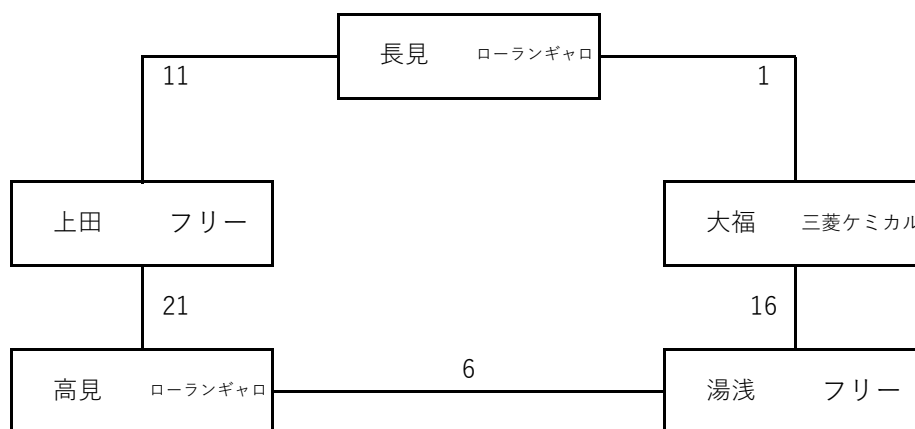 長見 ローランギャロ
11
1
上田 フリー
大福 三菱ケミカル
21
16
高見 ローランギャロ
6
湯浅 フリー